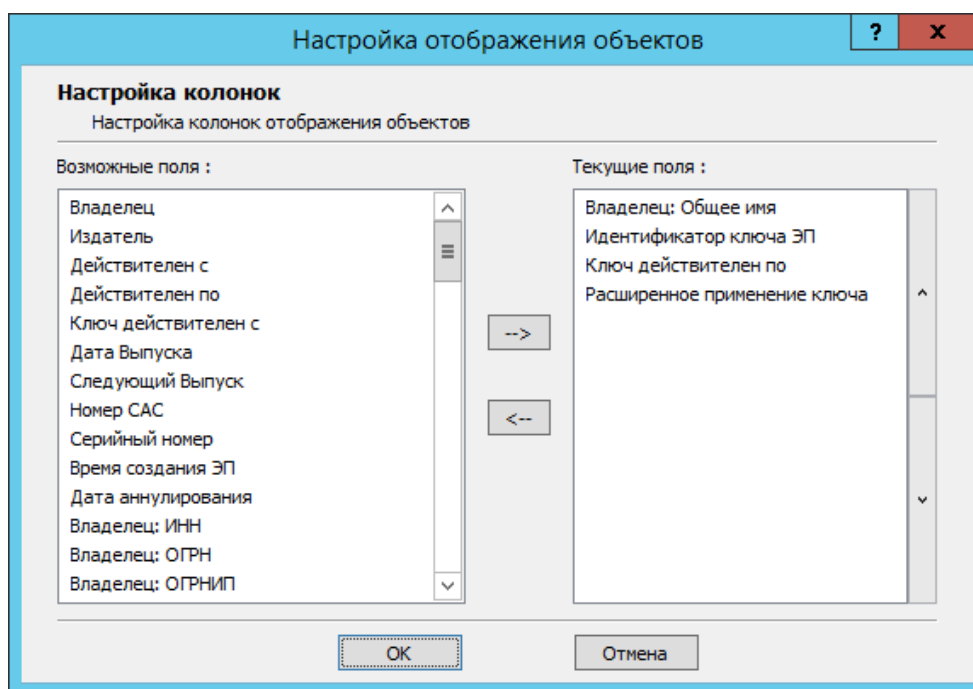 Настройка отображения объектов
?
x
Настройка колонок
Настройка колонок отображения объектов
Возможные поля :
Владелец
Издатель
Действителен с
Действителен по
Ключ действителен с
Дата Выпуска
Следующий Выпуск
Номер САС
Серийный номер
Время создания ЭП
Дата аннулирования
Владелец: ИНН
Владелец: ОГРН
Владелец: ОГРНИП
-->
<--
Текущие поля :
Владелец: Общее имя
Идентификатор ключа ЭП
Ключ действителен по
Расширенное применение ключа
OK
Отмена